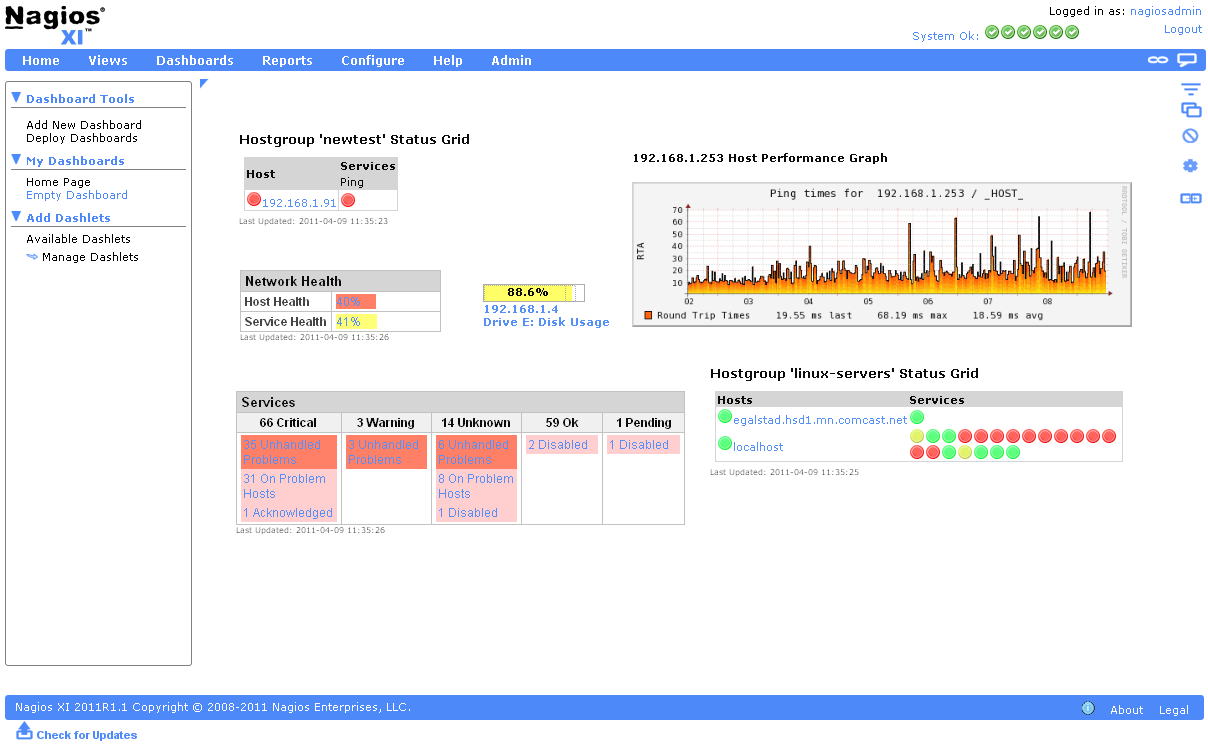 Nagios®
XI™
Logged in as: nagiosadmin
System Ok:
Logout
Home Views Dashboards Reports Configure Help Admin
Dashboard Tools
Add New Dashboard
Deploy Dashboards
My Dashboards
Home Page
Empty Dashboard
Add Dashlets
Available Dashlets
Manage Dashlets
Hostgroup 'newtest' Status Grid
Host Services
Ping
192.168.1.91
Last Updated: 2011-04-09 11:35:23
Network Health
Host Health 40%
Service Health 41%
Last Updated: 2011-04-09 11:35:26
88.6%
192.168.1.4
Drive E: Disk Usage
192.168.1.253 Host Performance Graph
Ping times for 192.168.1.253 / _HOST_
RRDTOOL / TOBI OETIKER
RTA
70
60
50
40
30
20
10
02 03 04 05 06 07 08
Round Trip Times 19.55 ms last 68.19 ms max 18.59 ms avg
Services
66 Critical 3 Warning 14 Unknown 59 Ok 1 Pending
35 Unhandled Problems
31 On Problem Hosts
1 Acknowledged
3 Unhandled Problems
6 Unhandled Problems
8 On Problem Hosts
1 Disabled
2 Disabled
1 Disabled
Last Updated: 2011-04-09 11:35:26
Hostgroup 'linux-servers' Status Grid
Hosts Services
egalstad.hsd1.mn.comcast.net
localhost
Last Updated: 2011-04-09 11:35:25
Nagios XI 2011R1.1 Copyright © 2008-2011 Nagios Enterprises, LLC.
About Legal
Check for Updates